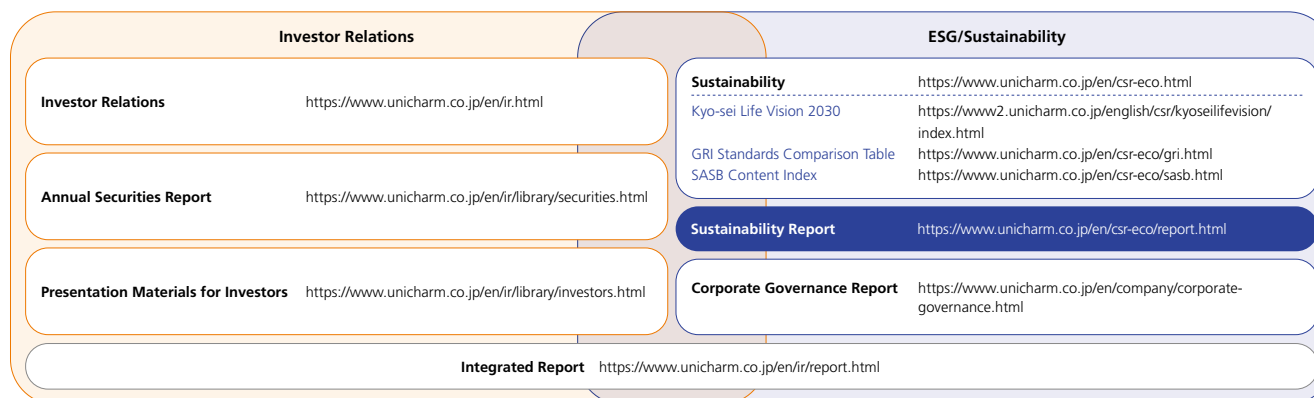 Investor Relations
Investor Relations https://www.unicharm.co.jp/en/ir.html
Annual Securities Report https://www.unicharm.co.jp/en/ir/library/securities.html
Presentation Materials for Investors https://www.unicharm.co.jp/en/ir/library/investors.html
ESG/Sustainability
Sustainability https://www.unicharm.co.jp/en/csr-eco.html
Kyo-sei Life Vision 2030 https://www2.unicharm.co.jp/english/csr/kyoseilifevision/
index.html
GRI Standards Comparison Table https://www.unicharm.co.jp/en/csr-eco/gri.html
SASB Content Index https://www.unicharm.co.jp/en/csr-eco/sasb.html
Sustainability Report https://www.unicharm.co.jp/en/csr-eco/report.html
Corporate Governance Report https://www.unicharm.co.jp/en/company/corporate-
governance.html
Integrated Report https://www.unicharm.co.jp/en/ir/report.html